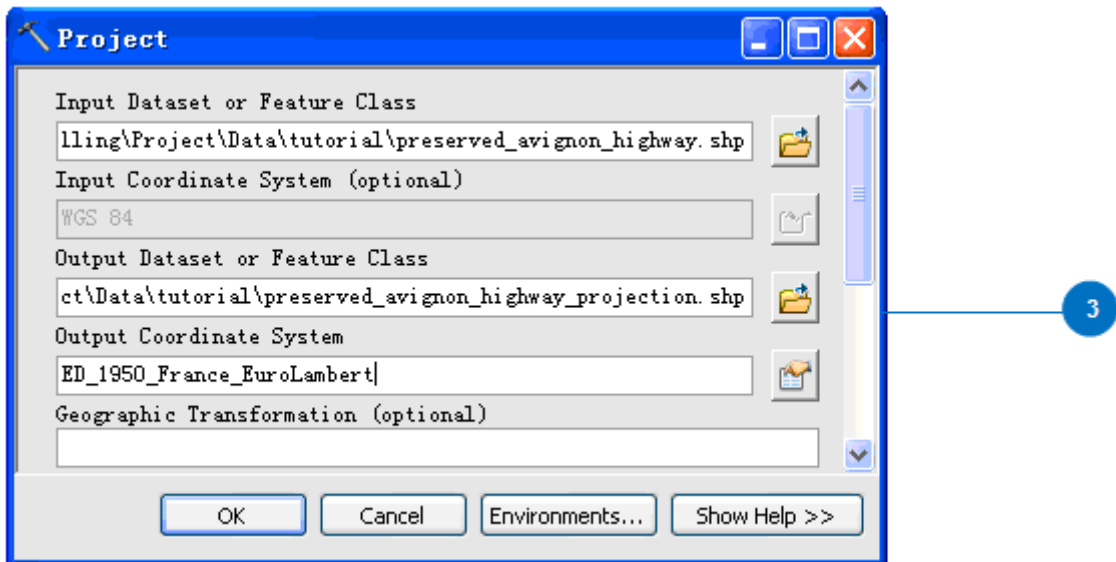 Project
Input Dataset or Feature Class
lling\Project\Data\tutorial\preserved_avignon_highway.shp
Input Coordinate System (optional)
WGS 84
Output Dataset or Feature Class
ct\Data\tutorial\preserved_avignon_highway_projection.shp
3
Output Coordinate System
ED_1950_France_EuroLambert
Geographic Transformation (optional)
OK Cancel Environments... Show Help >>